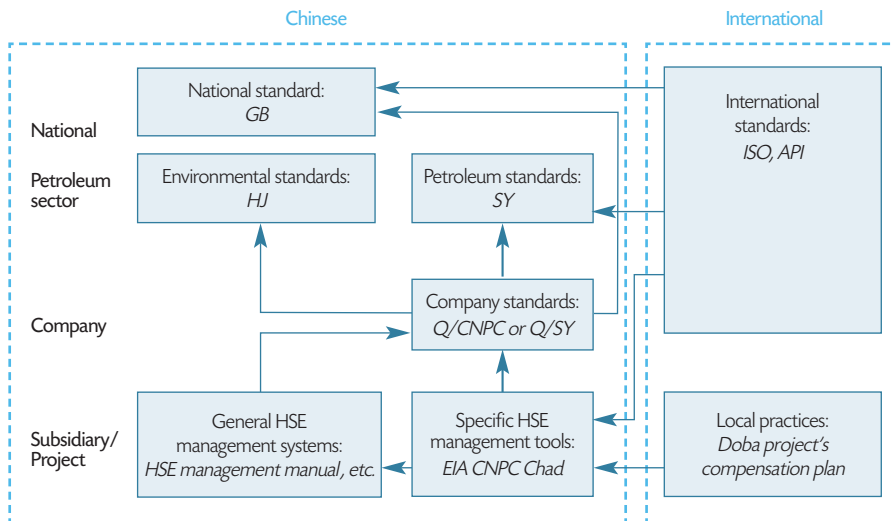 Chinese
International
National standard:
GB
International
standards:
ISO, API
National
Petroleum
sector
Environmental standards:
HJ
Petroleum standards:
SY
Company
Company standards:
Q/CNPC or Q/SY
Subsidiary/
Project
General HSE
management systems:
HSE management manual, etc.
Specific HSE
management tools:
EIA CNPC Chad
Local practices:
Doba project's
compensation plan